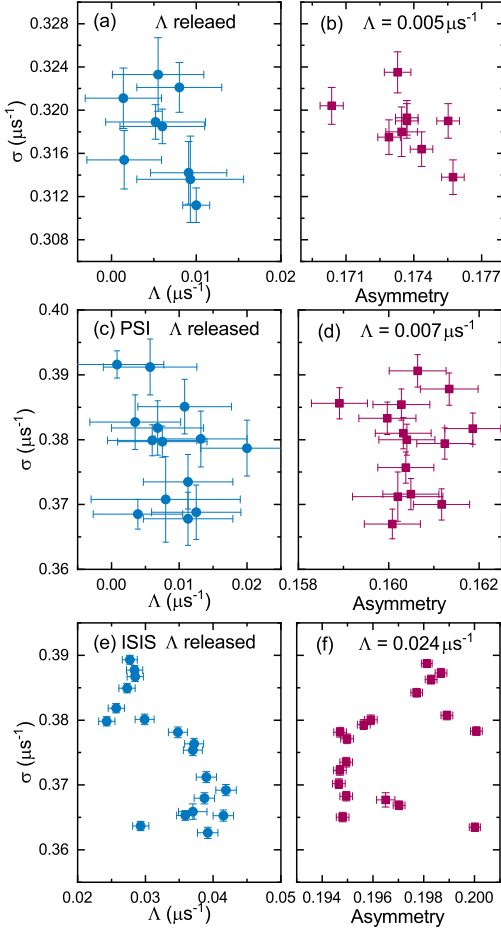 (a) Λ releaed
(b) Λ = 0.005 μs⁻¹
0.328
0.324
0.320
0.316
0.312
0.308
σ (μs⁻¹)
0.00 0.01 0.02
0.171 0.174 0.177
Λ (μs⁻¹)
Asymmetry
(c) PSI Λ released
(d) Λ = 0.007 μs⁻¹
0.40
0.39
0.38
0.37
0.36
σ (μs⁻¹)
0.00 0.01 0.02
0.158 0.160 0.162
Λ (μs⁻¹)
Asymmetry
(e) ISIS Λ released
Λ = 0.024 μs⁻¹ (f)
0.39
0.38
0.37
0.36
σ (μs⁻¹)
0.02 0.03 0.04 0.05
0.194 0.196 0.198 0.200
Λ (μs⁻¹)
Asymmetry